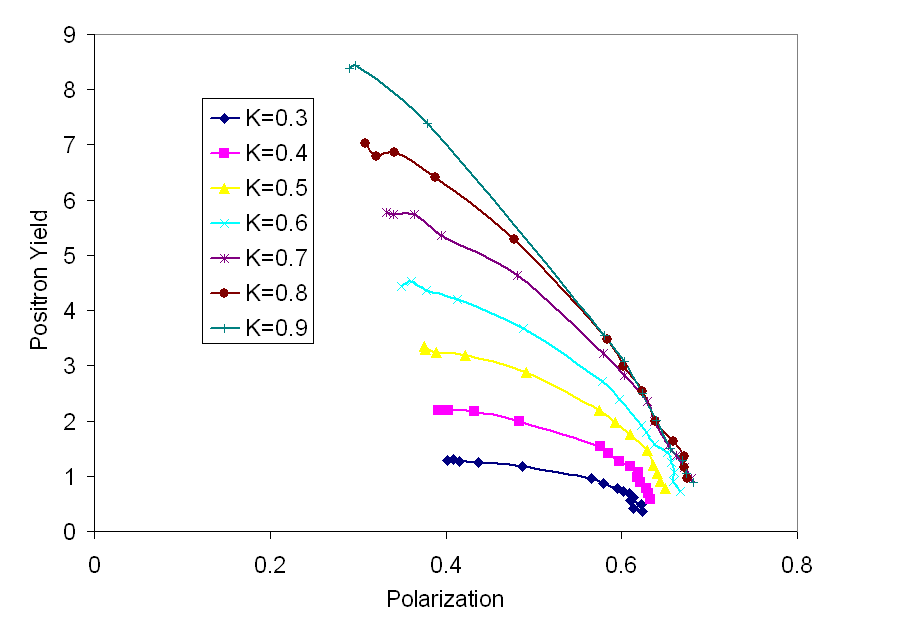 9
8
7
6
5
4
3
2
1
0
Positron Yield
K=0.3
K=0.4
K=0.5
K=0.6
K=0.7
K=0.8
K=0.9
0 0.2 0.4 0.6 0.8
Polarization